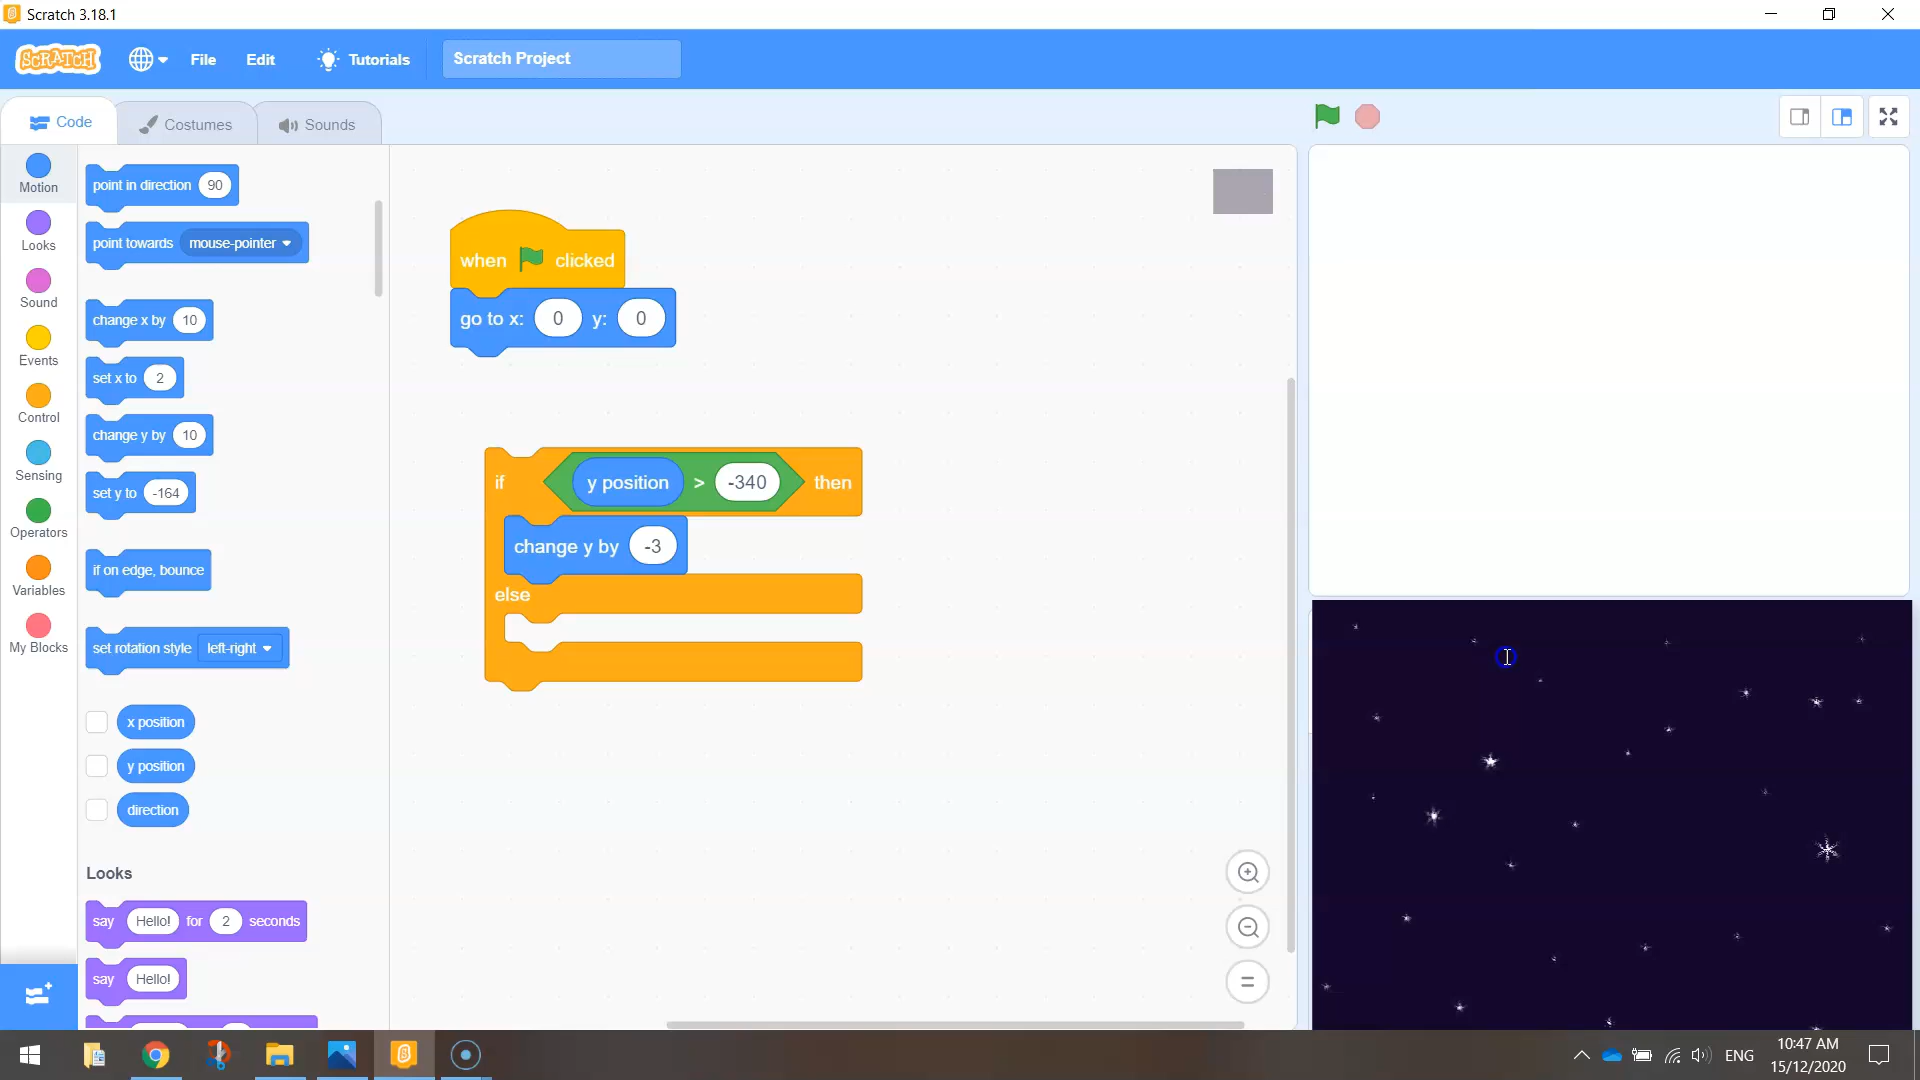 Scratch 3.18.1
SCRATCH
File
Edit
Tutorials
Scratch Project
Code
Costumes
Sounds
Motion
Looks
Sound
Events
Control
Sensing
Operators
Variables
My Blocks
point in direction 90
point towards mouse-pointer
change x by 10
set x to 2
change y by 10
set y to -164
if on edge, bounce
set rotation style left-right
x position
y position
direction
Looks
say Hello! for 2 seconds
say Hello!
when clicked
go to x: 0 y: 0
if y position > -340 then
change y by -3
else
ENG
10:47 AM
15/12/2020